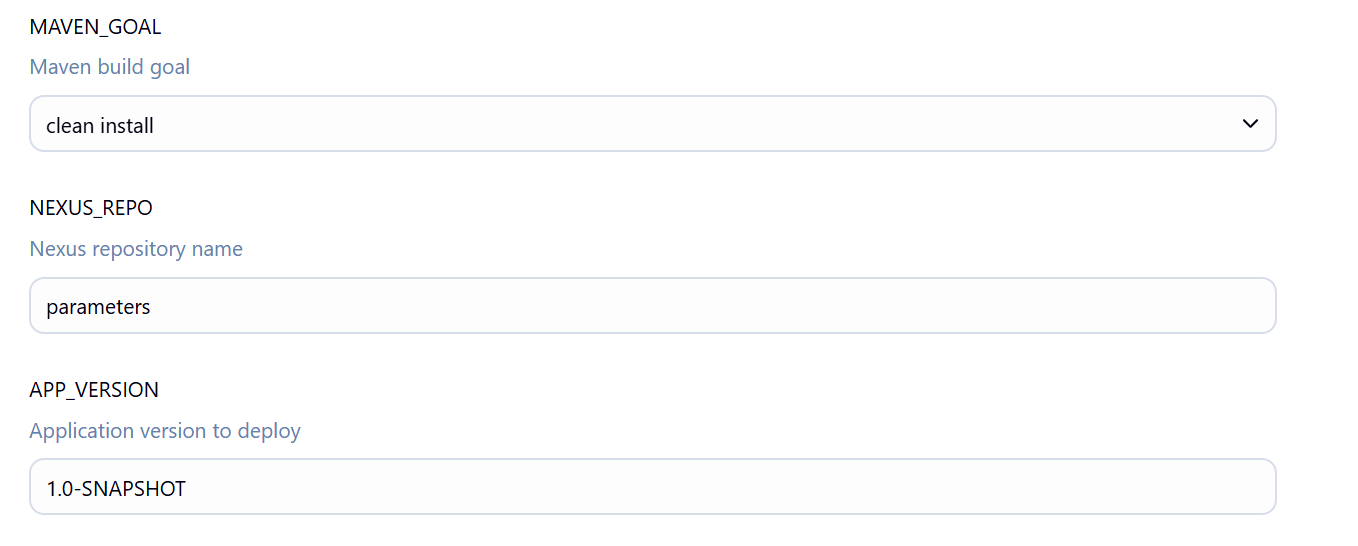 MAVEN_GOAL
Maven build goal
clean install
NEXUS_REPO
Nexus repository name
parameters
APP_VERSION
Application version to deploy
1.0-SNAPSHOT